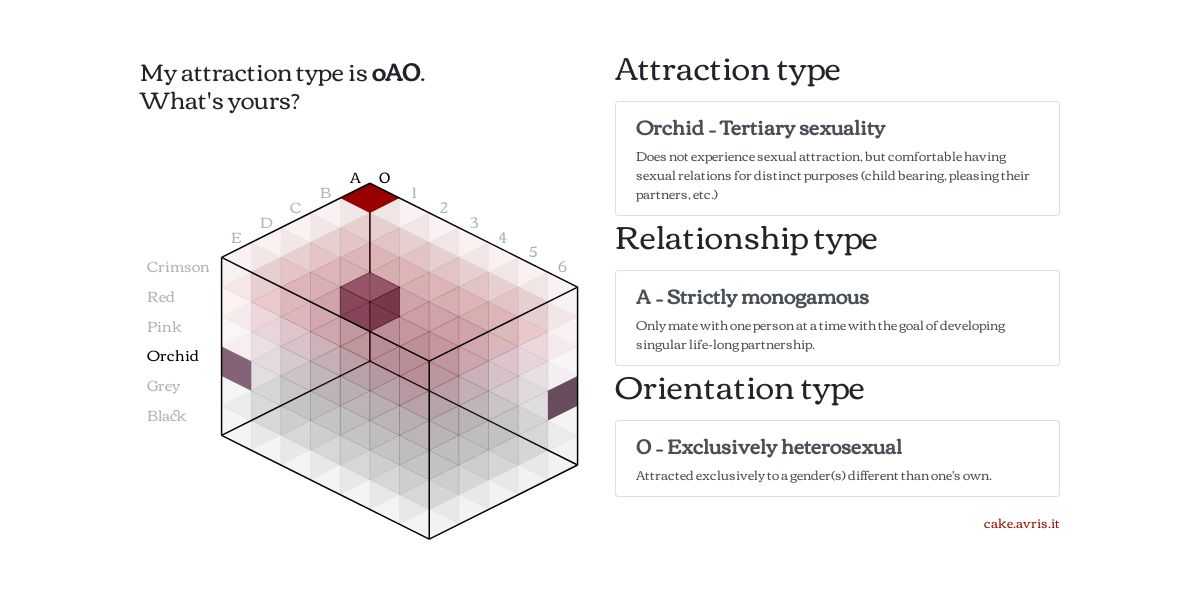 My attraction type is oAO.
What's yours?
A O
B 1
C 2
D 3
E 4
5
6
Crimson
Red
Pink
Orchid
Grey
Black
Attraction type
Orchid - Tertiary sexuality
Does not experience sexual attraction, but comfortable having
sexual relations for distinct purposes (child bearing, pleasing their
partners, etc.)
Relationship type
A - Strictly monogamous
Only mate with one person at a time with the goal of developing
singular life-long partnership.
Orientation type
O - Exclusively heterosexual
Attracted exclusively to a gender(s) different than one's own.
cake.avris.it